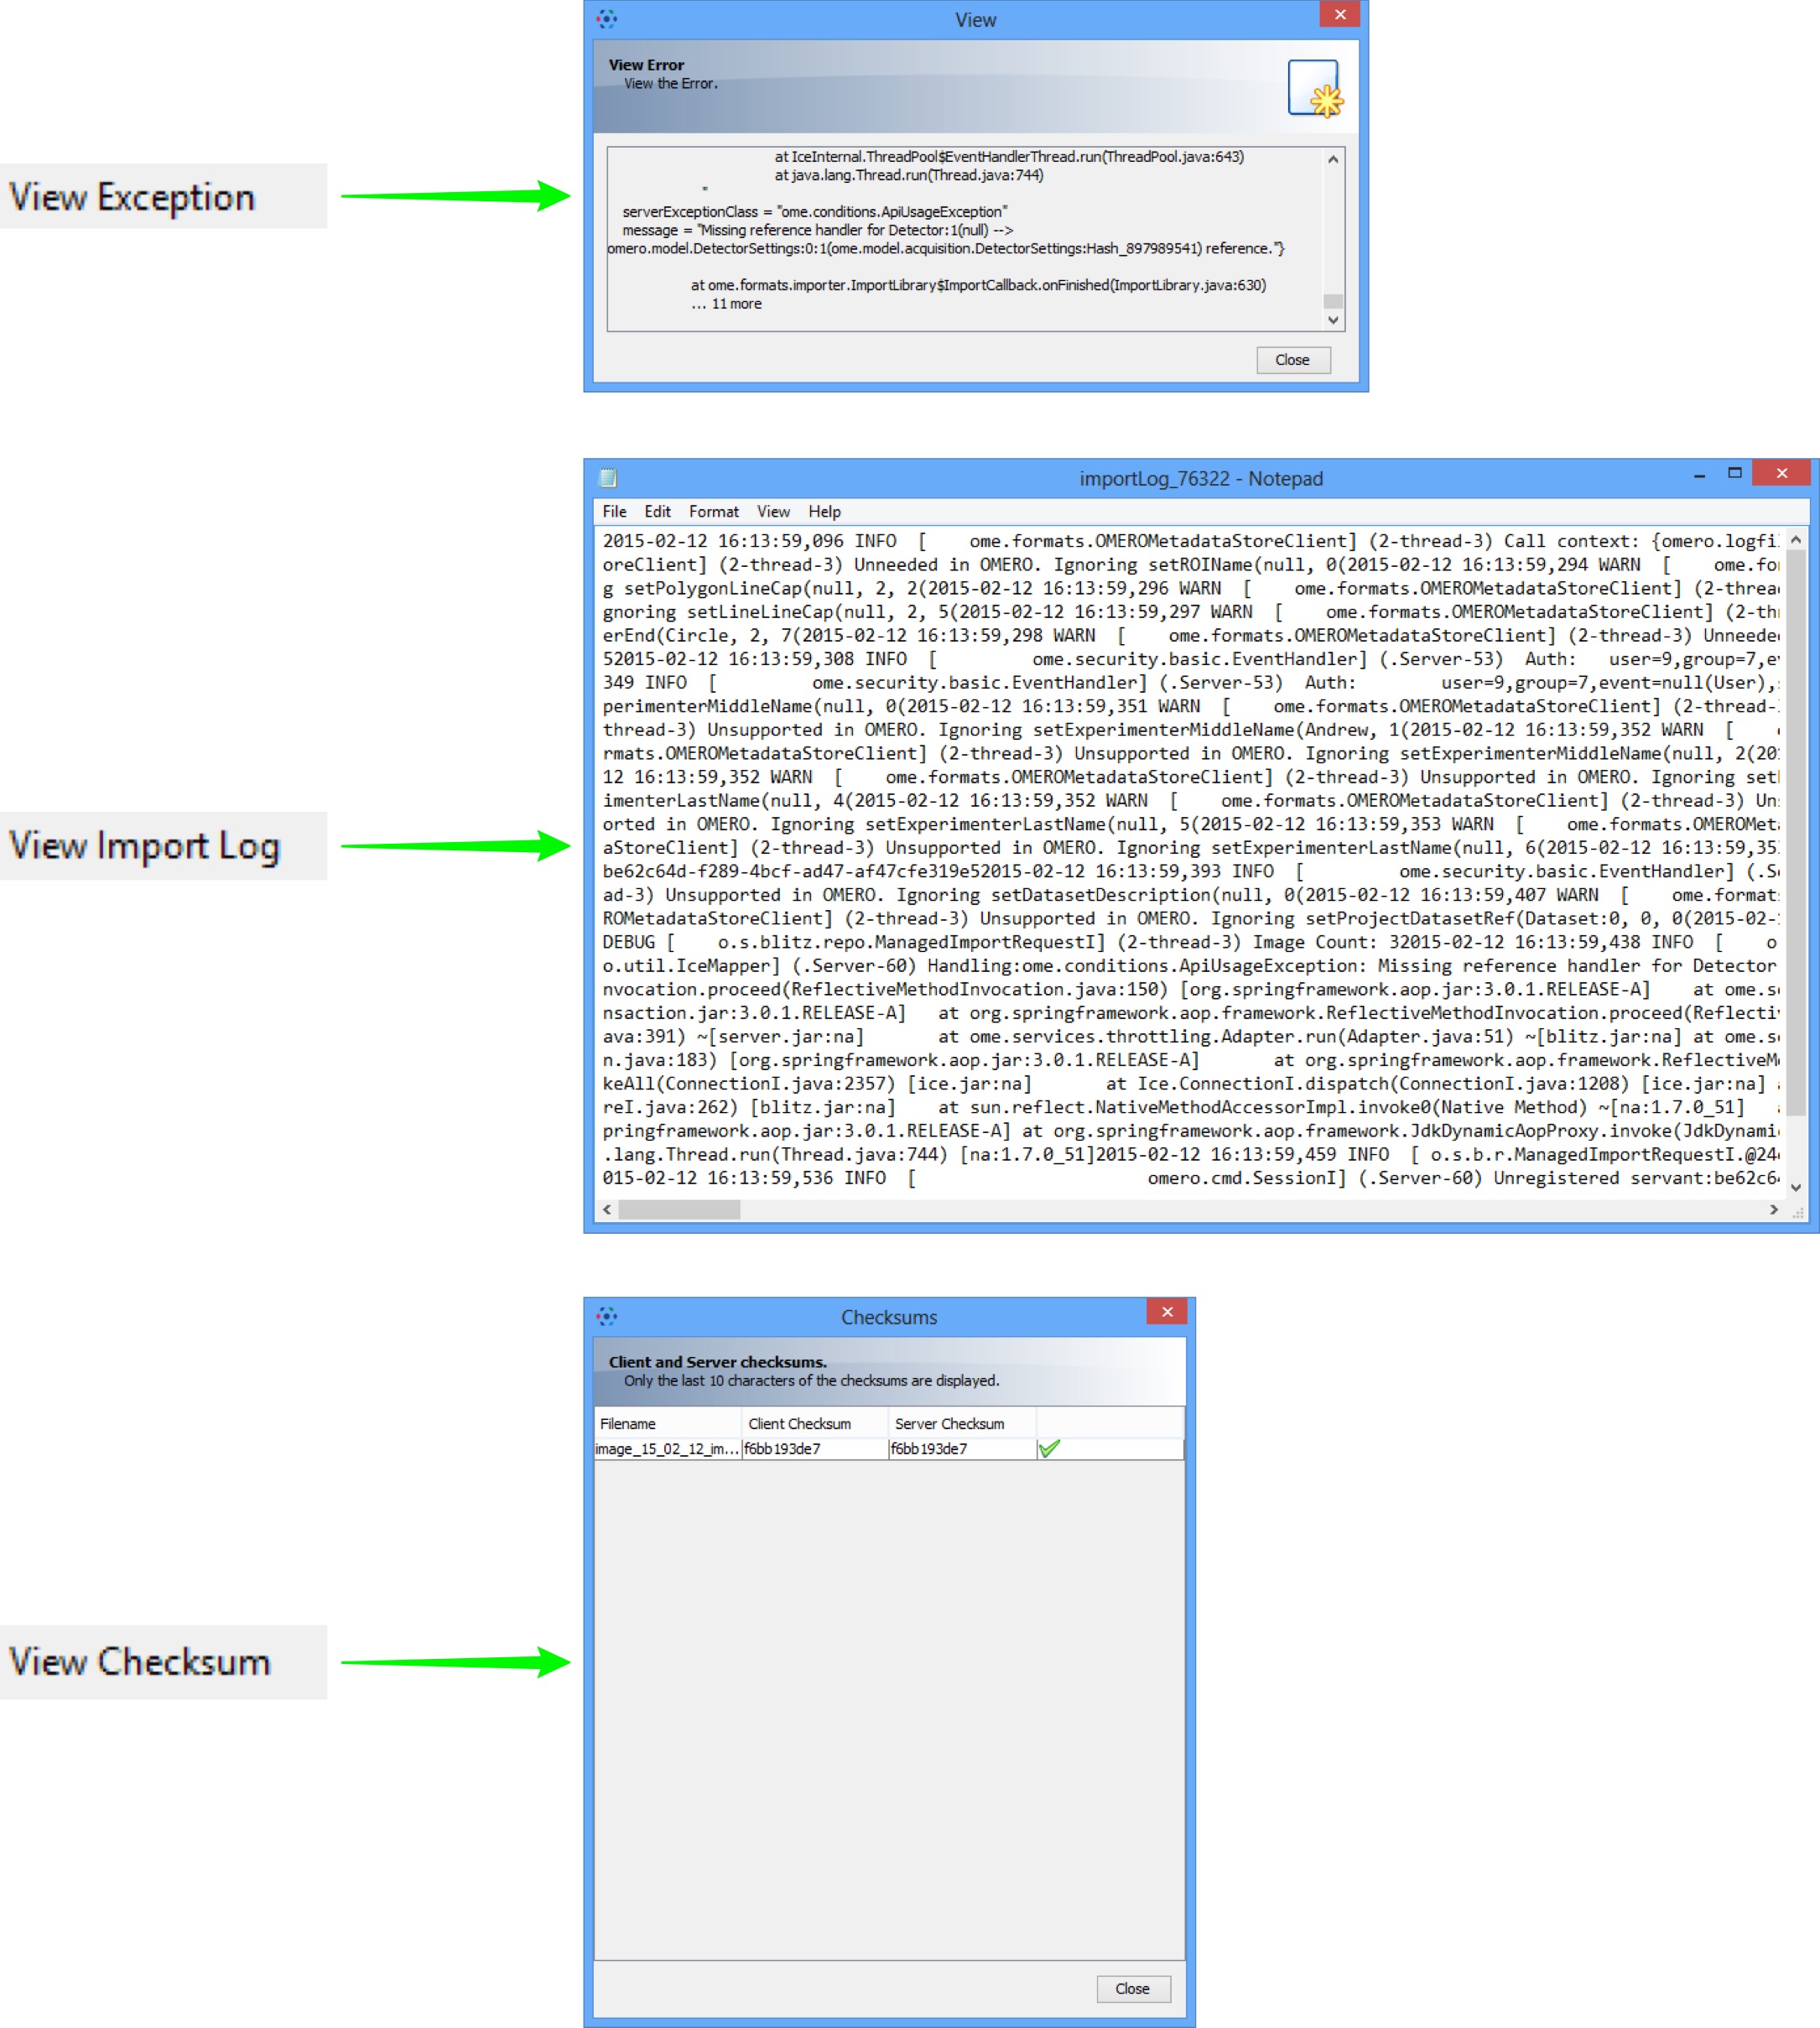 View
View Error
View the Error.
at IceInternal.ThreadPool$EventHandlerThread.run(ThreadPool.java:643)
at java.lang.Thread.run(Thread.java:744)
"
serverExceptionClass = "ome.conditions.ApiUsageException"
message = "Missing reference handler for Detector:1(null) -->
omero.model.DetectorSettings:0:1(ome.model.acquisition.DetectorSettings:Hash_897989541) reference."}
at ome.formats.importer.ImportLibrary$ImportCallback.onFinished(ImportLibrary.java:630)
... 11 more
Close
View Exception
importLog_76322 - Notepad
File Edit Format View Help
2015-02-12 16:13:59,096 INFO [ ome.formats.OMEROMetadataStoreClient] (2-thread-3) Call context: {omero.logfi
oreClient] (2-thread-3) Unneeded in OMERO. Ignoring setROIName(null, 0(2015-02-12 16:13:59,294 WARN [ ome.fo
g setPolygonLineCap(null, 2, 2(2015-02-12 16:13:59,296 WARN [ ome.formats.OMEROMetadataStoreClient] (2-threa
gnoring setLineLineCap(null, 2, 5(2015-02-12 16:13:59,297 WARN [ ome.formats.OMEROMetadataStoreClient] (2-th
erEnd(Circle, 2, 7(2015-02-12 16:13:59,298 WARN [ ome.formats.OMEROMetadataStoreClient] (2-thread-3) Unneede
52015-02-12 16:13:59,308 INFO [ ome.security.basic.EventHandler] (.Server-53) Auth: user=9,group=7,e
349 INFO [ ome.security.basic.EventHandler] (.Server-53) Auth: user=9,group=7,event=null(User),
perimenterMiddleName(null, 0(2015-02-12 16:13:59,351 WARN [ ome.formats.OMEROMetadataStoreClient] (2-thread-
thread-3) Unsupported in OMERO. Ignoring setExperimenterMiddleName(Andrew, 1(2015-02-12 16:13:59,352 WARN [
rmats.OMEROMetadataStoreClient] (2-thread-3) Unsupported in OMERO. Ignoring setExperimenterMiddleName(null, 2(20
12 16:13:59,352 WARN [ ome.formats.OMEROMetadataStoreClient] (2-thread-3) Unsupported in OMERO. Ignoring set
imenterLastName(null, 4(2015-02-12 16:13:59,352 WARN [ ome.formats.OMEROMetadataStoreClient] (2-thread-3) Un
orted in OMERO. Ignoring setExperimenterLastName(null, 5(2015-02-12 16:13:59,353 WARN [ ome.formats.OMEROMet
aStoreClient] (2-thread-3) Unsupported in OMERO. Ignoring setExperimenterLastName(null, 6(2015-02-12 16:13:59,35
be62c64d-f289-4bcf-ad47-af47cfe319e52015-02-12 16:13:59,393 INFO [ ome.security.basic.EventHandler] (.S
ad-3) Unsupported in OMERO. Ignoring setDatasetDescription(null, 0(2015-02-12 16:13:59,407 WARN [ ome.format
ROMetadataStoreClient] (2-thread-3) Unsupported in OMERO. Ignoring setProjectDatasetRef(Dataset:0, 0, 0(2015-02-
DEBUG [ o.s.blitz.repo.ManagedImportRequestI] (2-thread-3) Image Count: 32015-02-12 16:13:59,438 INFO [ o
o.util.IceMapper] (.Server-60) Handling:ome.conditions.ApiUsageException: Missing reference handler for Detector
nvocation.proceed(ReflectiveMethodInvocation.java:150) [org.springframework.aop.jar:3.0.1.RELEASE-A] at ome.s
nsaction.jar:3.0.1.RELEASE-A] at org.springframework.aop.framework.ReflectiveMethodInvocation.proceed(Reflecti
ava:391) ~[server.jar:na] at ome.services.throttling.Adapter.run(Adapter.java:51) ~[blitz.jar:na] at ome.s
n.java:183) [org.springframework.aop.jar:3.0.1.RELEASE-A] at org.springframework.aop.framework.ReflectiveM
keAll(ConnectionI.java:2357) [ice.jar:na] at Ice.ConnectionI.dispatch(ConnectionI.java:1208) [ice.jar:na]
reI.java:262) [blitz.jar:na] at sun.reflect.NativeMethodAccessorImpl.invoke0(Native Method) ~[na:1.7.0_51]
pringframework.aop.jar:3.0.1.RELEASE-A] at org.springframework.aop.framework.JdkDynamicAopProxy.invoke(JdkDynami
.lang.Thread.run(Thread.java:744) [na:1.7.0_51]2015-02-12 16:13:59,459 INFO [ o.s.b.r.ManagedImportRequestI.@24
015-02-12 16:13:59,536 INFO [ omero.cmd.SessionI] (.Server-60) Unregistered servant:be62c6
View Import Log
Checksums
Client and Server checksums.
Only the last 10 characters of the checksums are displayed.
Filename Client Checksum Server Checksum
image_15_02_12_im... f6bb193de7 f6bb193de7
Close
View Checksum